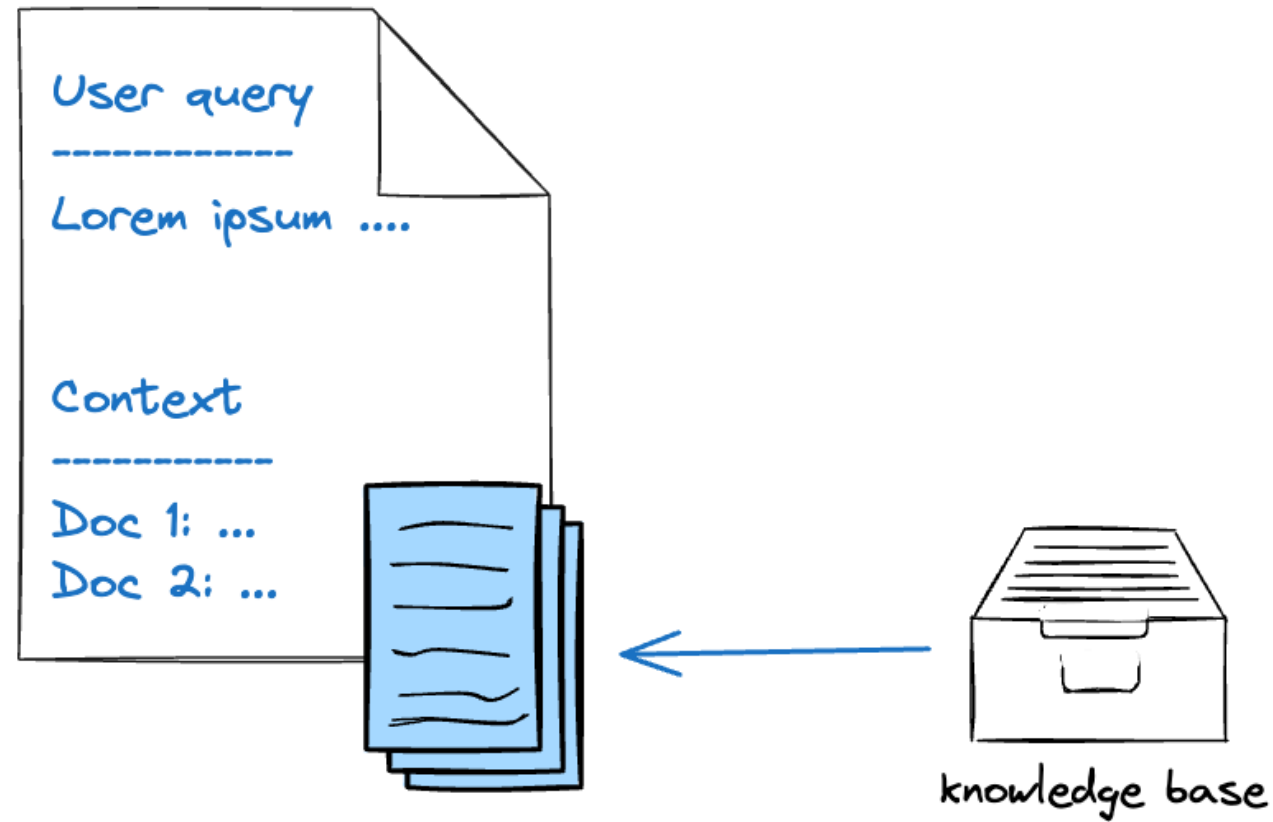 User query
------------
Lorem ipsum ....
Context
-----------
Doc 1: ...
Doc 2: ...
knowledge base